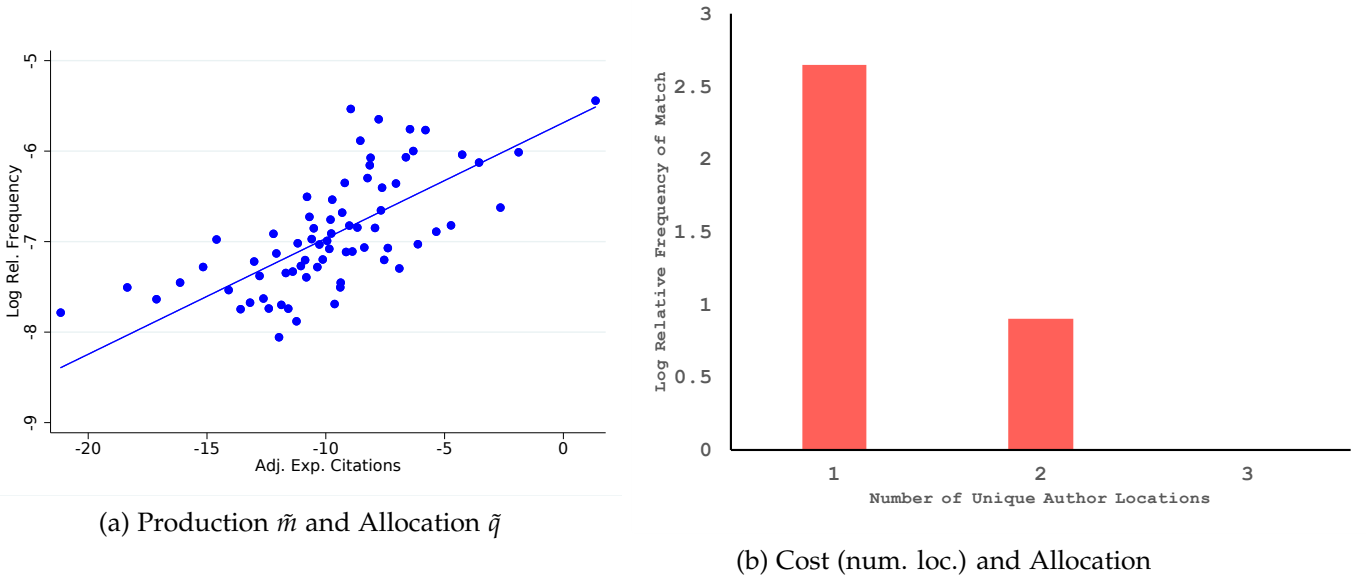 -5
-6
-7
-8
-9
Log Rel. Frequency
-20 -15 -10 -5 0
Adj. Exp. Citations
(a) Production m̃ and Allocation q̃
3
2.5
2
1.5
1
0.5
0
Log Relative Frequency of Match
1 2 3
Number of Unique Author Locations
(b) Cost (num. loc.) and Allocation